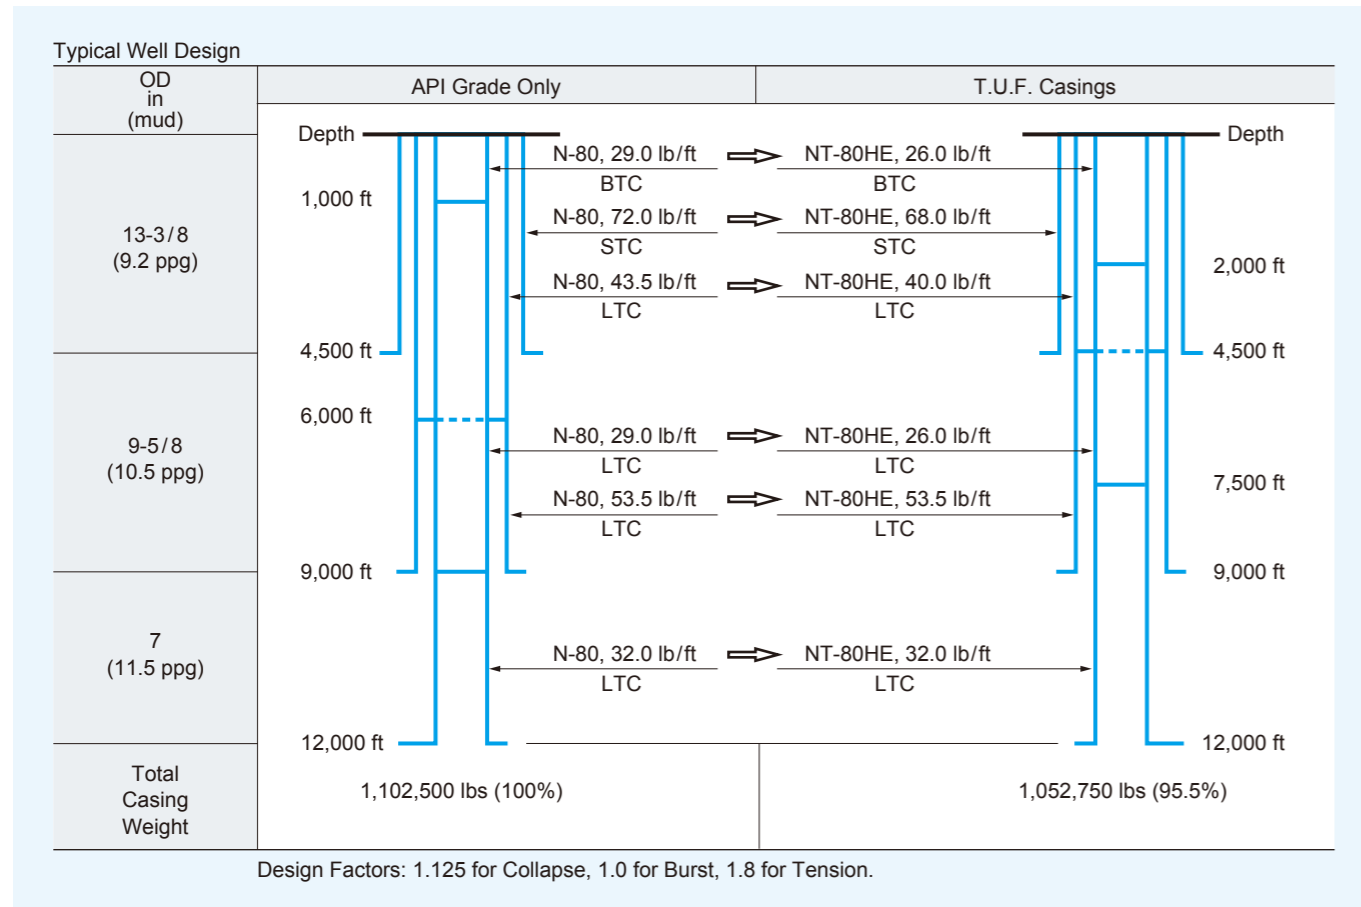 Typical Well Design
OD
in
(mud)
API Grade Only
T.U.F. Casings
Depth
Depth
N-80, 29.0 lb/ft
NT-80HE, 26.0 lb/ft
BTC
BTC
1,000 ft
N-80, 72.0 lb/ft
NT-80HE, 68.0 lb/ft
STC
STC
13-3/8
(9.2 ppg)
2,000 ft
N-80, 43.5 lb/ft
NT-80HE, 40.0 lb/ft
LTC
LTC
4,500 ft
4,500 ft
6,000 ft
N-80, 29.0 lb/ft
NT-80HE, 26.0 lb/ft
LTC
LTC
9-5/8
(10.5 ppg)
7,500 ft
N-80, 53.5 lb/ft
NT-80HE, 53.5 lb/ft
LTC
LTC
9,000 ft
9,000 ft
7
(11.5 ppg)
N-80, 32.0 lb/ft
NT-80HE, 32.0 lb/ft
LTC
LTC
12,000 ft
12,000 ft
Total
Casing
Weight
1,102,500 lbs (100%)
1,052,750 lbs (95.5%)
Design Factors: 1.125 for Collapse, 1.0 for Burst, 1.8 for Tension.